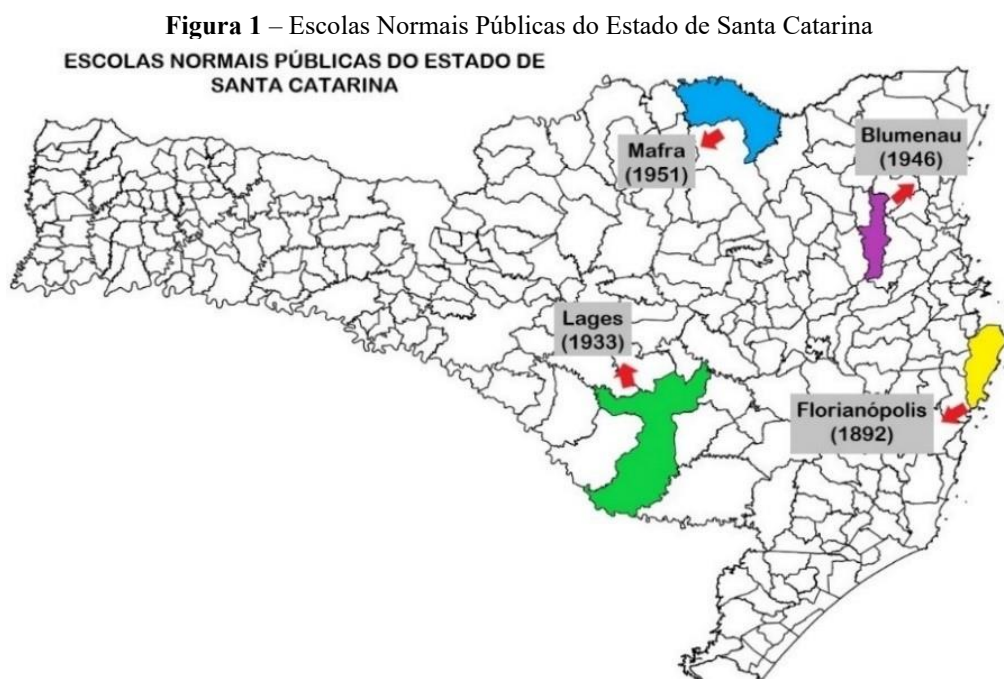 Figura 1 – Escolas Normais Públicas do Estado de Santa Catarina
ESCOLAS NORMAIS PÚBLICAS DO ESTADO DE
SANTA CATARINA
Mafra
(1951)
Blumenau
(1946)
Lages
(1933)
Florianópolis
(1892)